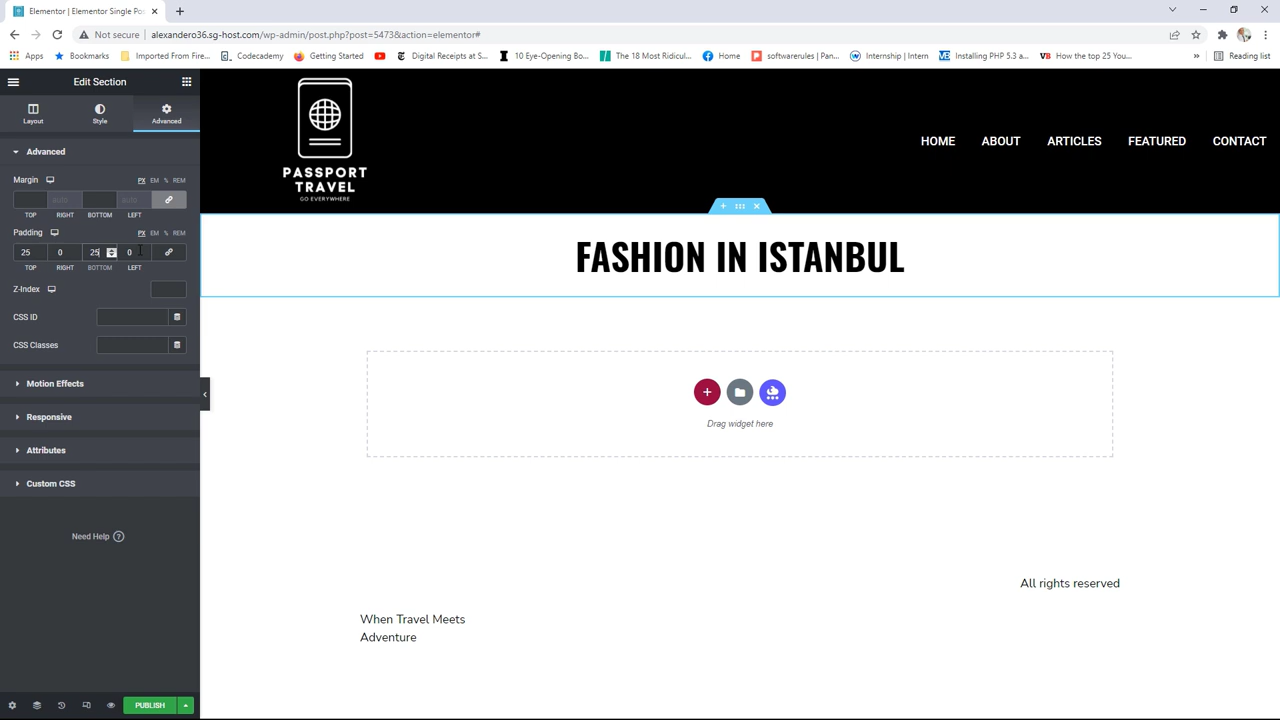 Elementor | Elementor Single Pos
Not secure
alexandero36.sg-host.com/wp-admin/post.php?post=5473&action=elementor#
Apps
Bookmarks
Imported From Fire...
Codecademy
Getting Started
Digital Receipts at S...
10 Eye-Opening Bo...
The 18 Most Ridicul...
Home
softwarerules | Pan...
Internship | Intern
Installing PHP 5.3 a...
How the top 25 You...
»
Reading list
Edit Section
Layout
Style
Advanced
Advanced
Margin
PX EM % REM
TOP RIGHT BOTTOM LEFT
Padding
PX EM % REM
25 0 25 0
TOP RIGHT BOTTOM LEFT
Z-Index
CSS ID
CSS Classes
Motion Effects
Responsive
Attributes
Custom CSS
Need Help ?
PUBLISH
PASSPORT
TRAVEL
GO EVERYWHERE
HOME
ABOUT
ARTICLES
FEATURED
CONTACT
FASHION IN ISTANBUL
Drag widget here
All rights reserved
When Travel Meets
Adventure